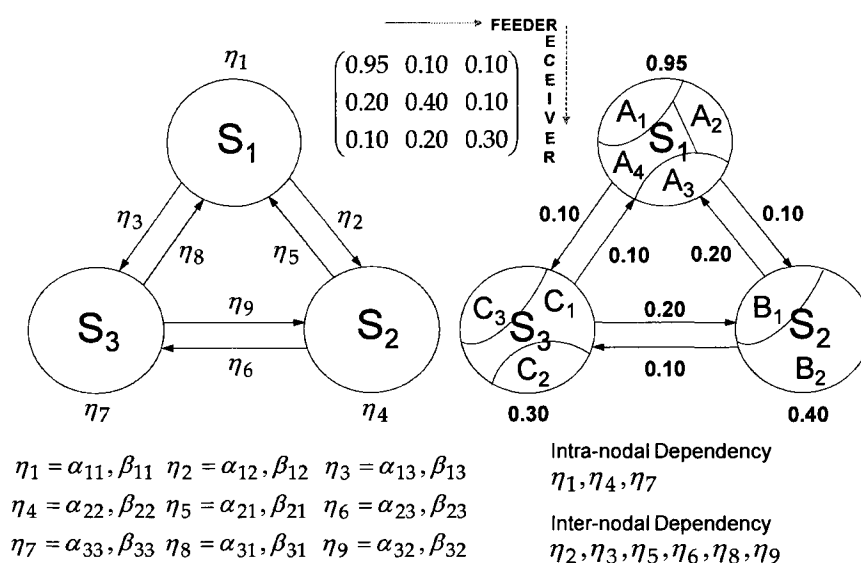 FEEDER
RECEIVER
0.95 0.10 0.10
0.20 0.40 0.10
0.10 0.20 0.30
η1
S1
η3
η8
η5
η2
S3
η9
η6
S2
η7
η4
0.95
A1
A2
S1
A4
A3
0.10
0.10
0.20
0.10
C3
C1
S3
C2
0.20
0.10
B1
S2
B2
0.30
0.40
η1 = α11, β11 η2 = α12, β12 η3 = α13, β13
η4 = α22, β22 η5 = α21, β21 η6 = α23, β23
η7 = α33, β33 η8 = α31, β31 η9 = α32, β32
Intra-nodal Dependency
η1, η4, η7
Inter-nodal Dependency
η2, η3, η5, η6, η8, η9